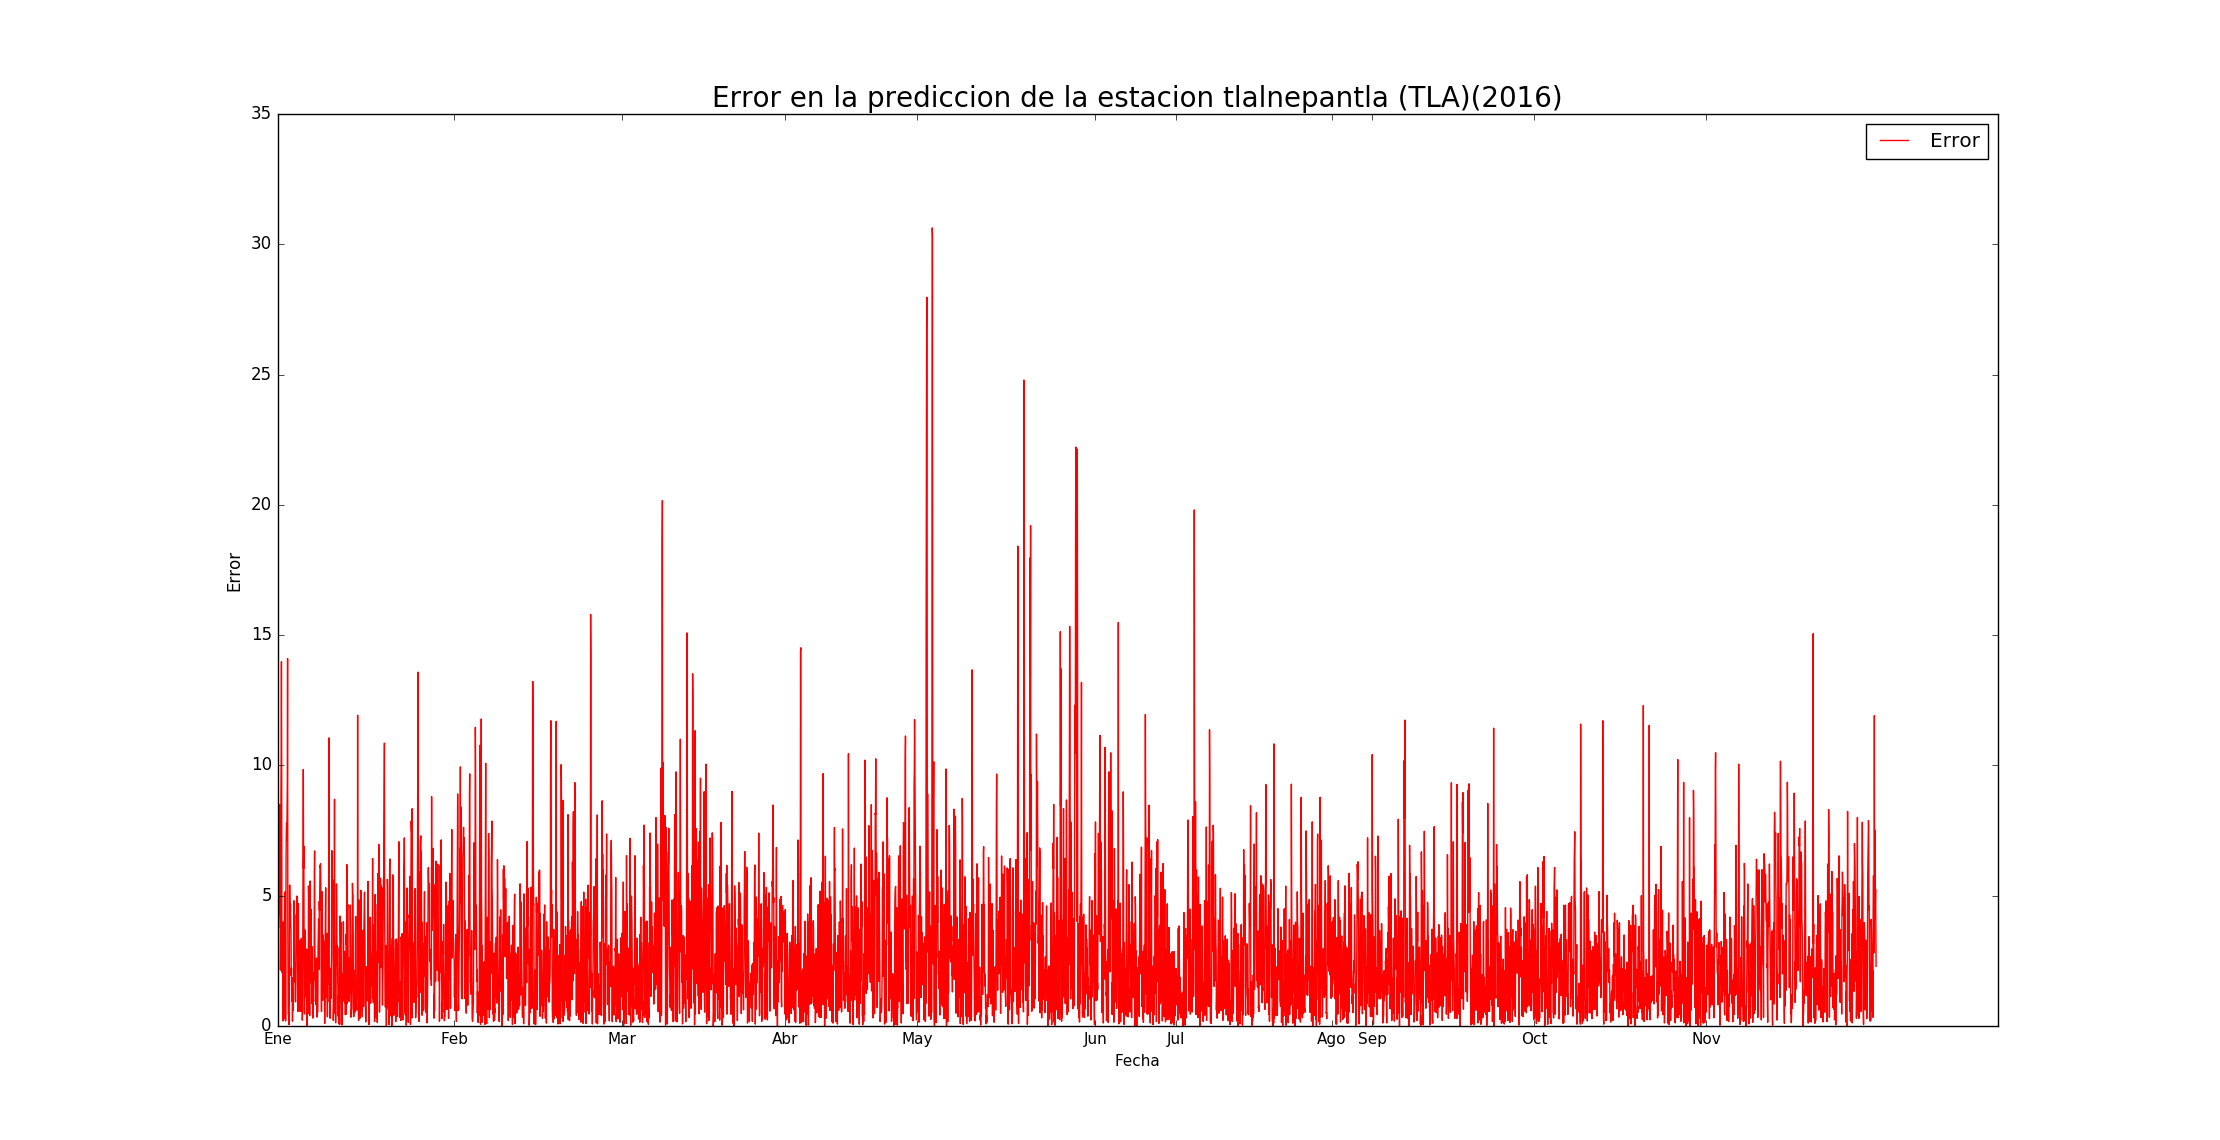 Error en la prediccion de la estacion tlalnepantla (TLA)(2016)
Error
35
30
25
20
15
10
5
0
Error
Ene Feb Mar Abr May Jun Jul Ago Sep Oct Nov
Fecha